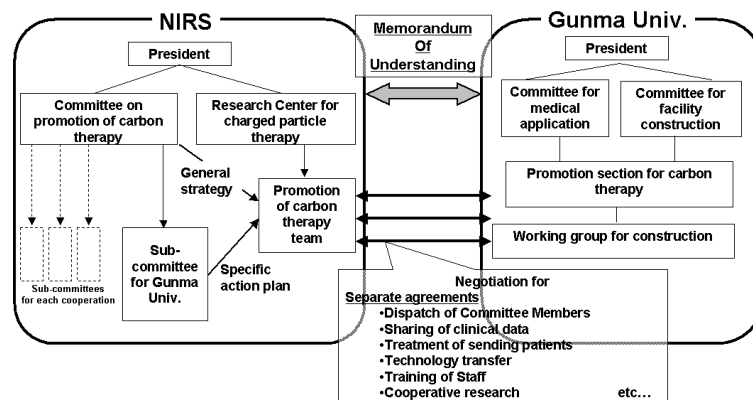 NIRS
President
Committee on
promotion of carbon
therapy
Research Center for
charged particle
therapy
General
strategy
Promotion
of carbon
therapy
team
Sub-committees
for each cooperation
Sub-
committee
for Gunma
Univ.
Specific
action plan
Memorandum
Of
Understanding
Gunma Univ.
President
Committee for
medical
application
Committee for
facility
construction
Promotion section for carbon
therapy
Working group for construction
Negotiation for
Separate agreements
•Dispatch of Committee Members
•Sharing of clinical data
•Treatment of sending patients
•Technology transfer
•Training of Staff
•Cooperative research etc…